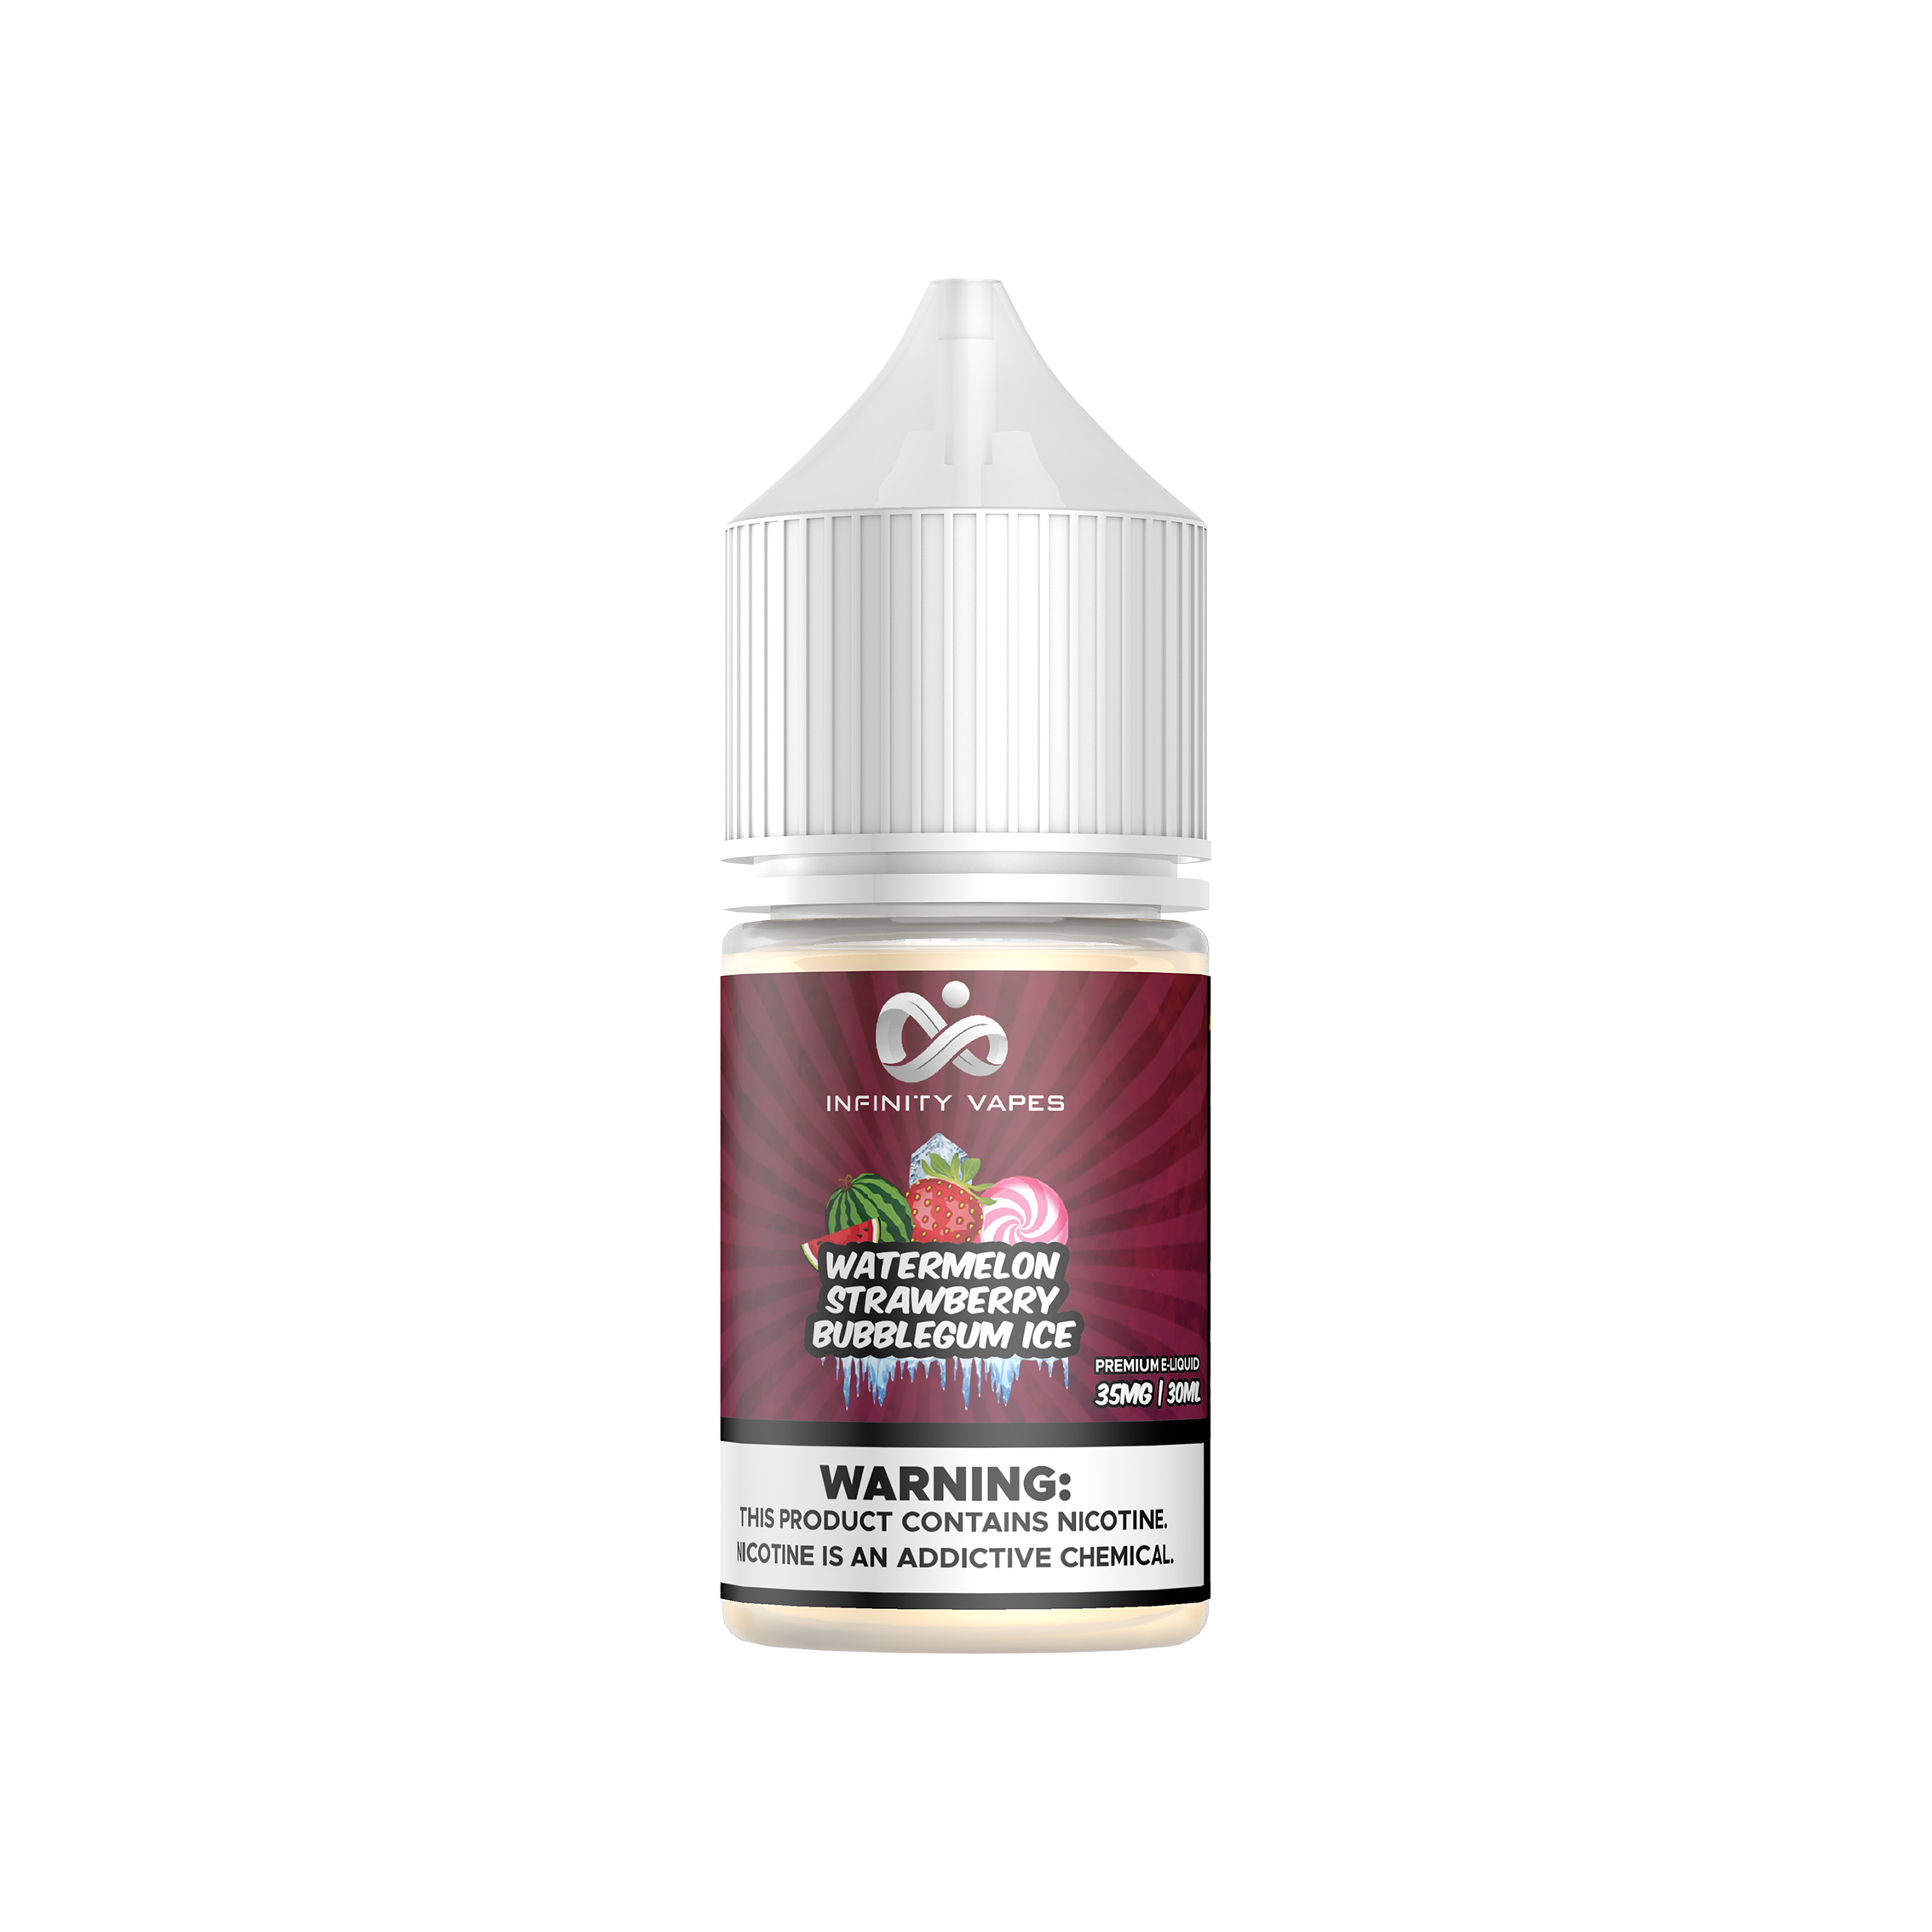 INFINITY VAPES
WATERMELON
STRAWBERRY
BUBBLEGUM ICE
PREMIUM E-LIQUID
35MG | 30ML
WARNING:
THIS PRODUCT CONTAINS NICOTINE.
NICOTINE IS AN ADDICTIVE CHEMICAL.